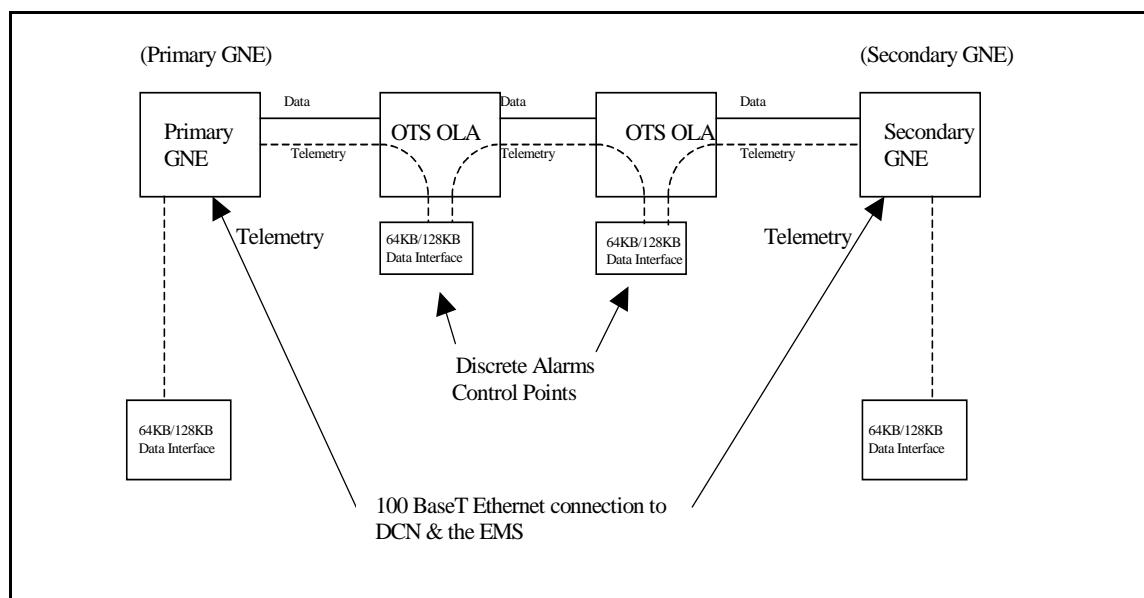 (Primary GNE)
(Secondary GNE)
Data
Data
Data
Primary
GNE
OTS OLA
OTS OLA
Secondary
GNE
Telemetry
Telemetry
Telemetry
Telemetry
64KB/128KB
Data Interface
64KB/128KB
Data Interface
Telemetry
Discrete Alarms
Control Points
64KB/128KB
Data Interface
64KB/128KB
Data Interface
100 BaseT Ethernet connection to
DCN & the EMS